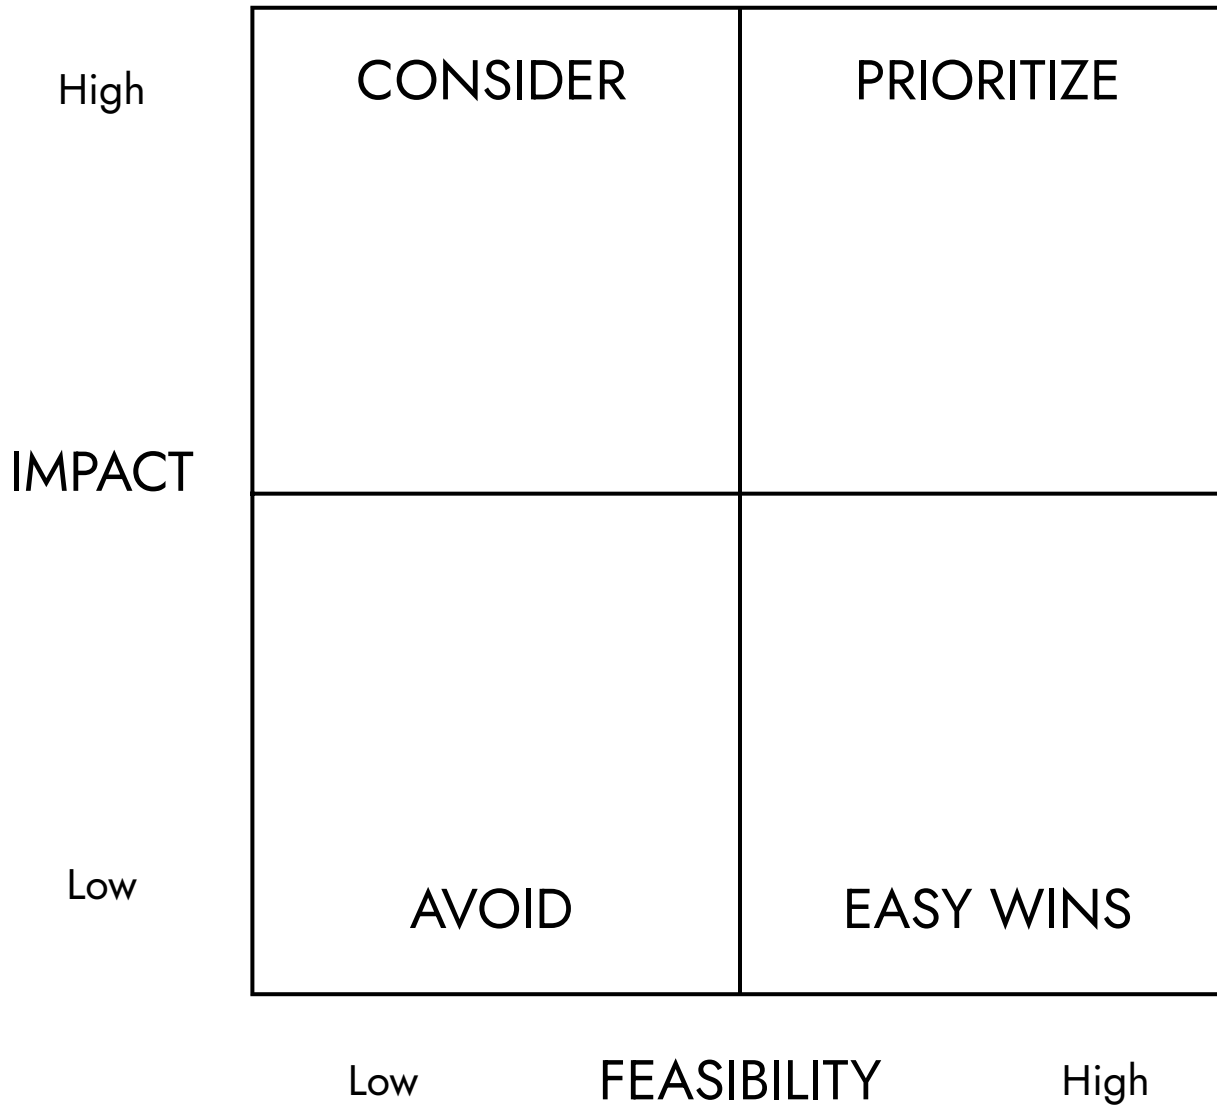 High
CONSIDER
PRIORITIZE
IMPACT
Low
AVOID
EASY WINS
Low
FEASIBILITY
High